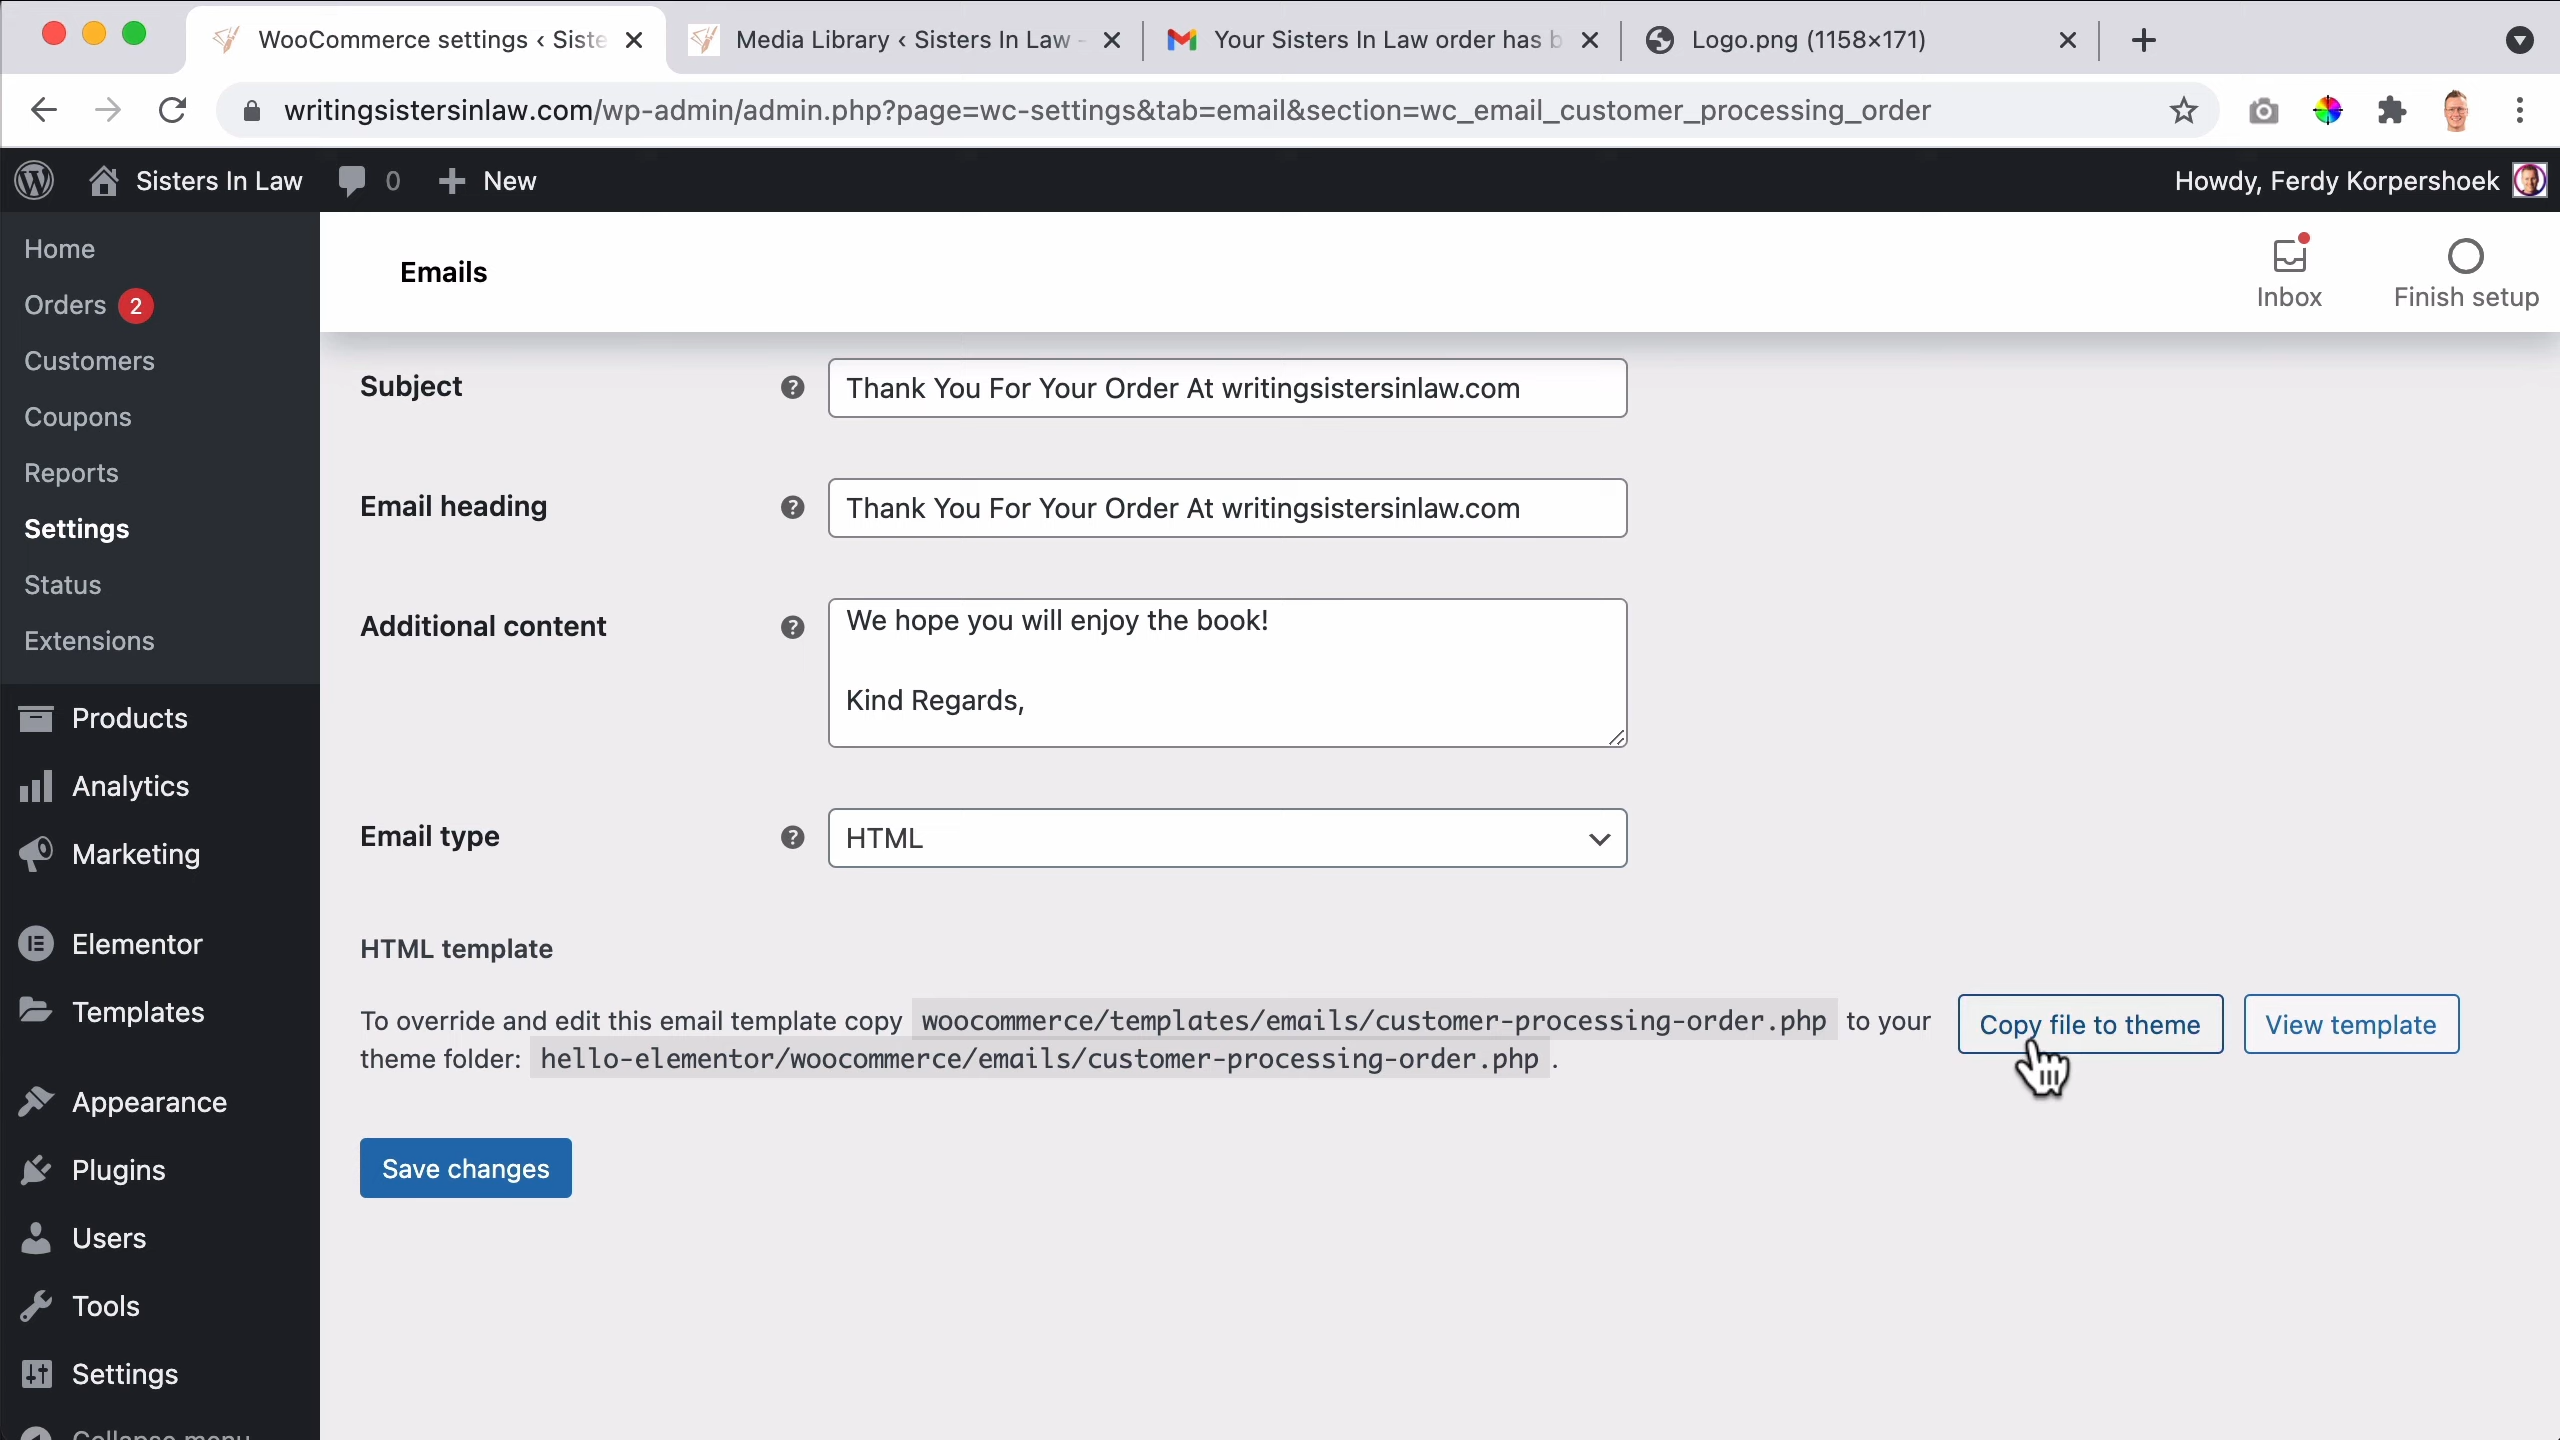 WooCommerce settings ‹ Siste
Media Library ‹ Sisters In Law -
Your Sisters In Law order has b
Logo.png (1158×171)
writingsistersinlaw.com/wp-admin/admin.php?page=wc-settings&tab=email&section=wc_email_customer_processing_order
Sisters In Law
0
New
Howdy, Ferdy Korpershoek
Home
Orders 2
Customers
Coupons
Reports
Settings
Status
Extensions
Products
Analytics
Marketing
Elementor
Templates
Appearance
Plugins
Users
Tools
Settings
Collapse menu
Emails
Inbox
Finish setup
Subject
Thank You For Your Order At writingsistersinlaw.com
Email heading
Thank You For Your Order At writingsistersinlaw.com
Additional content
We hope you will enjoy the book!
Kind Regards,
Email type
HTML
HTML template
To override and edit this email template copy woocommerce/templates/emails/customer-processing-order.php to your
theme folder: hello-elementor/woocommerce/emails/customer-processing-order.php .
Copy file to theme
View template
Save changes